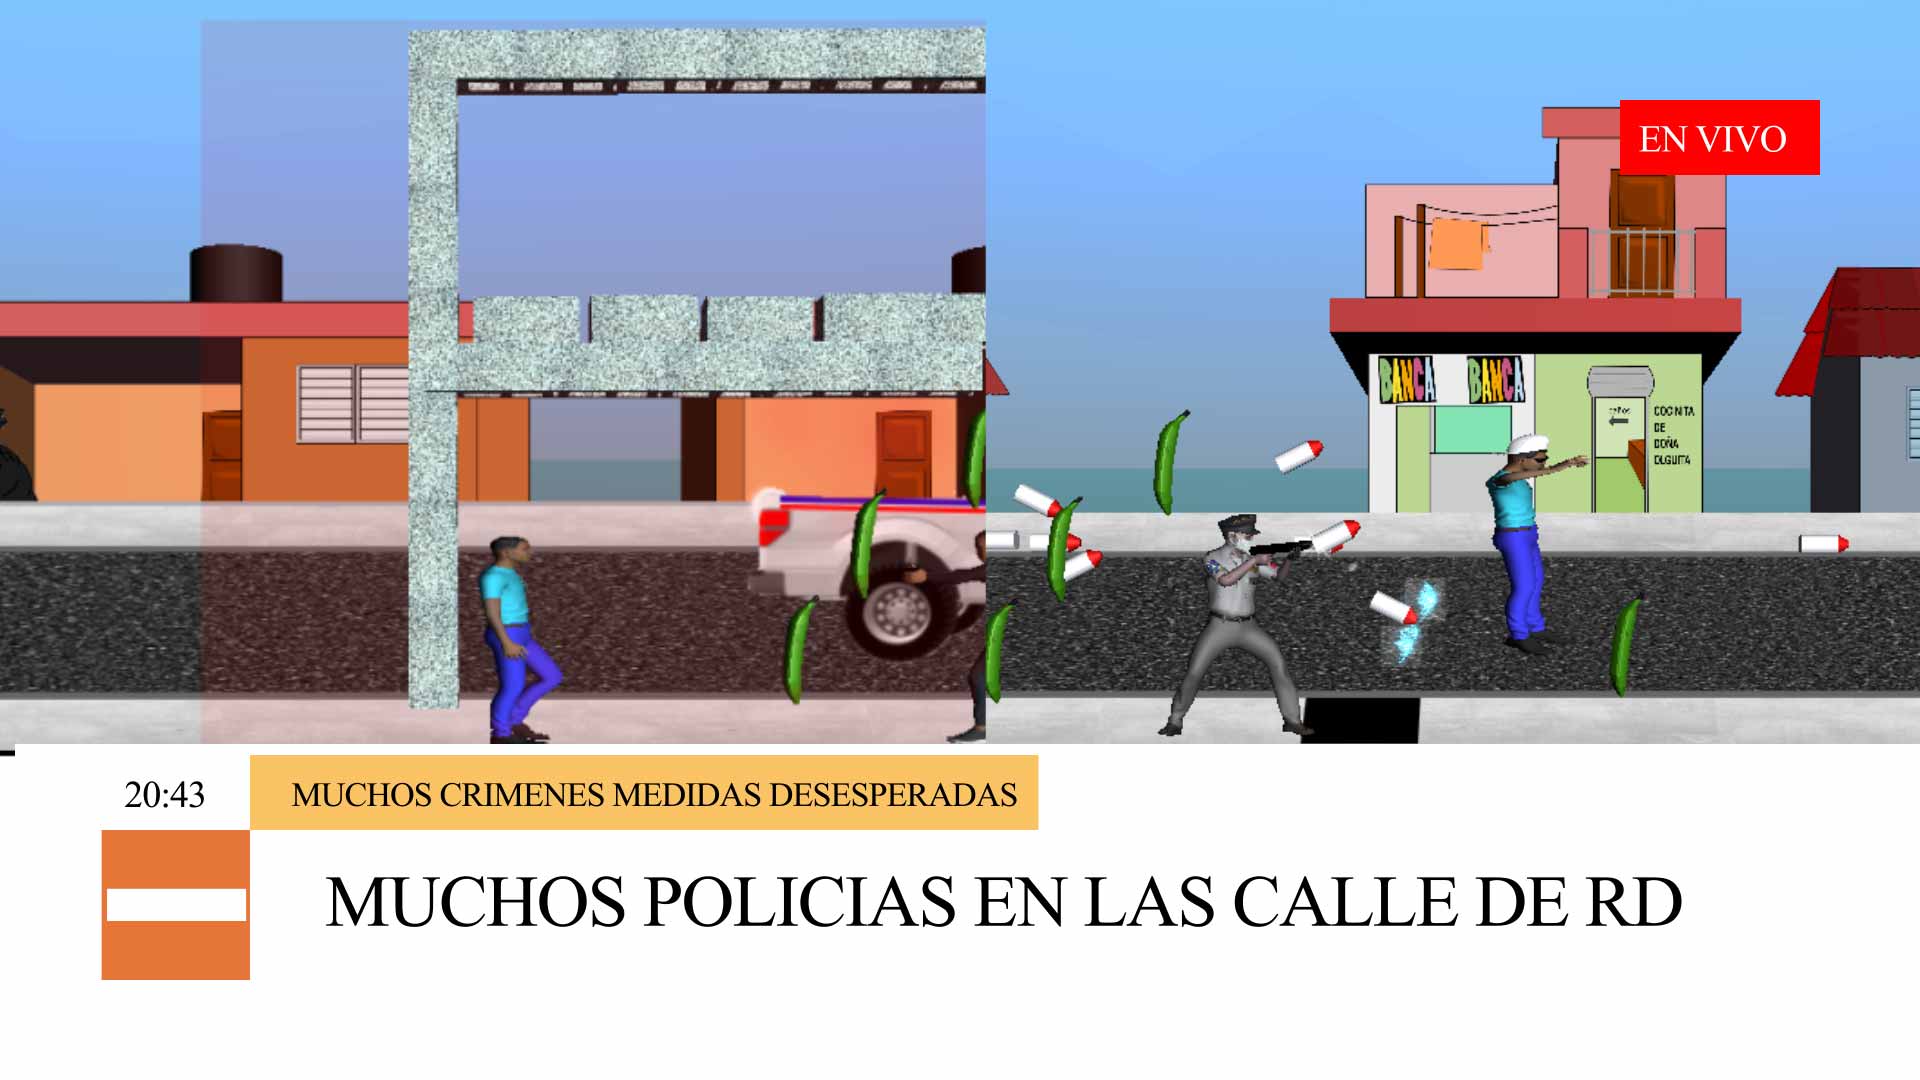 EN VIVO
BANCA BANCA
COCINITA
DE
DOÑA
OLGUITA
20:43
MUCHOS CRIMENES MEDIDAS DESESPERADAS
MUCHOS POLICIAS EN LAS CALLE DE RD